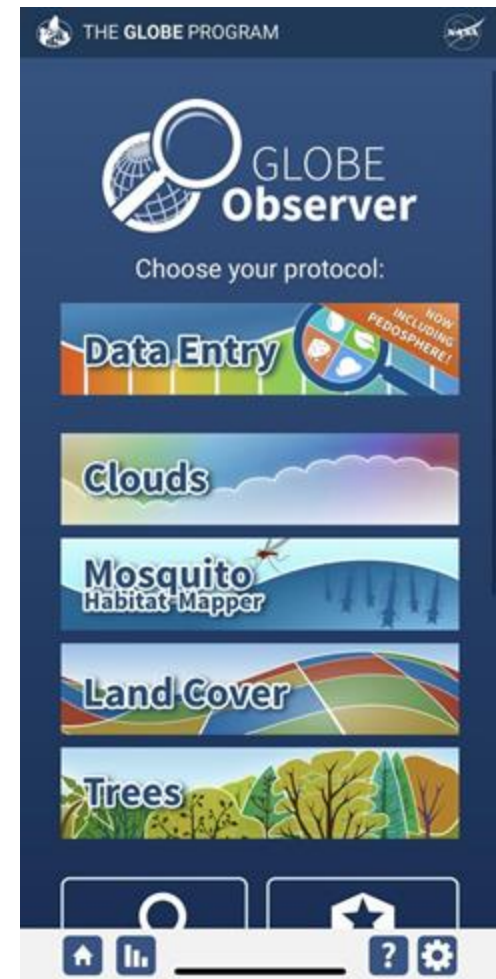 THE GLOBE PROGRAM
NASA
GLOBE
Observer
Choose your protocol:
Data Entry
NOW
INCLUDING
PEDOSPHERE!
Clouds
Mosquito
Habitat Mapper
Land Cover
Trees
?